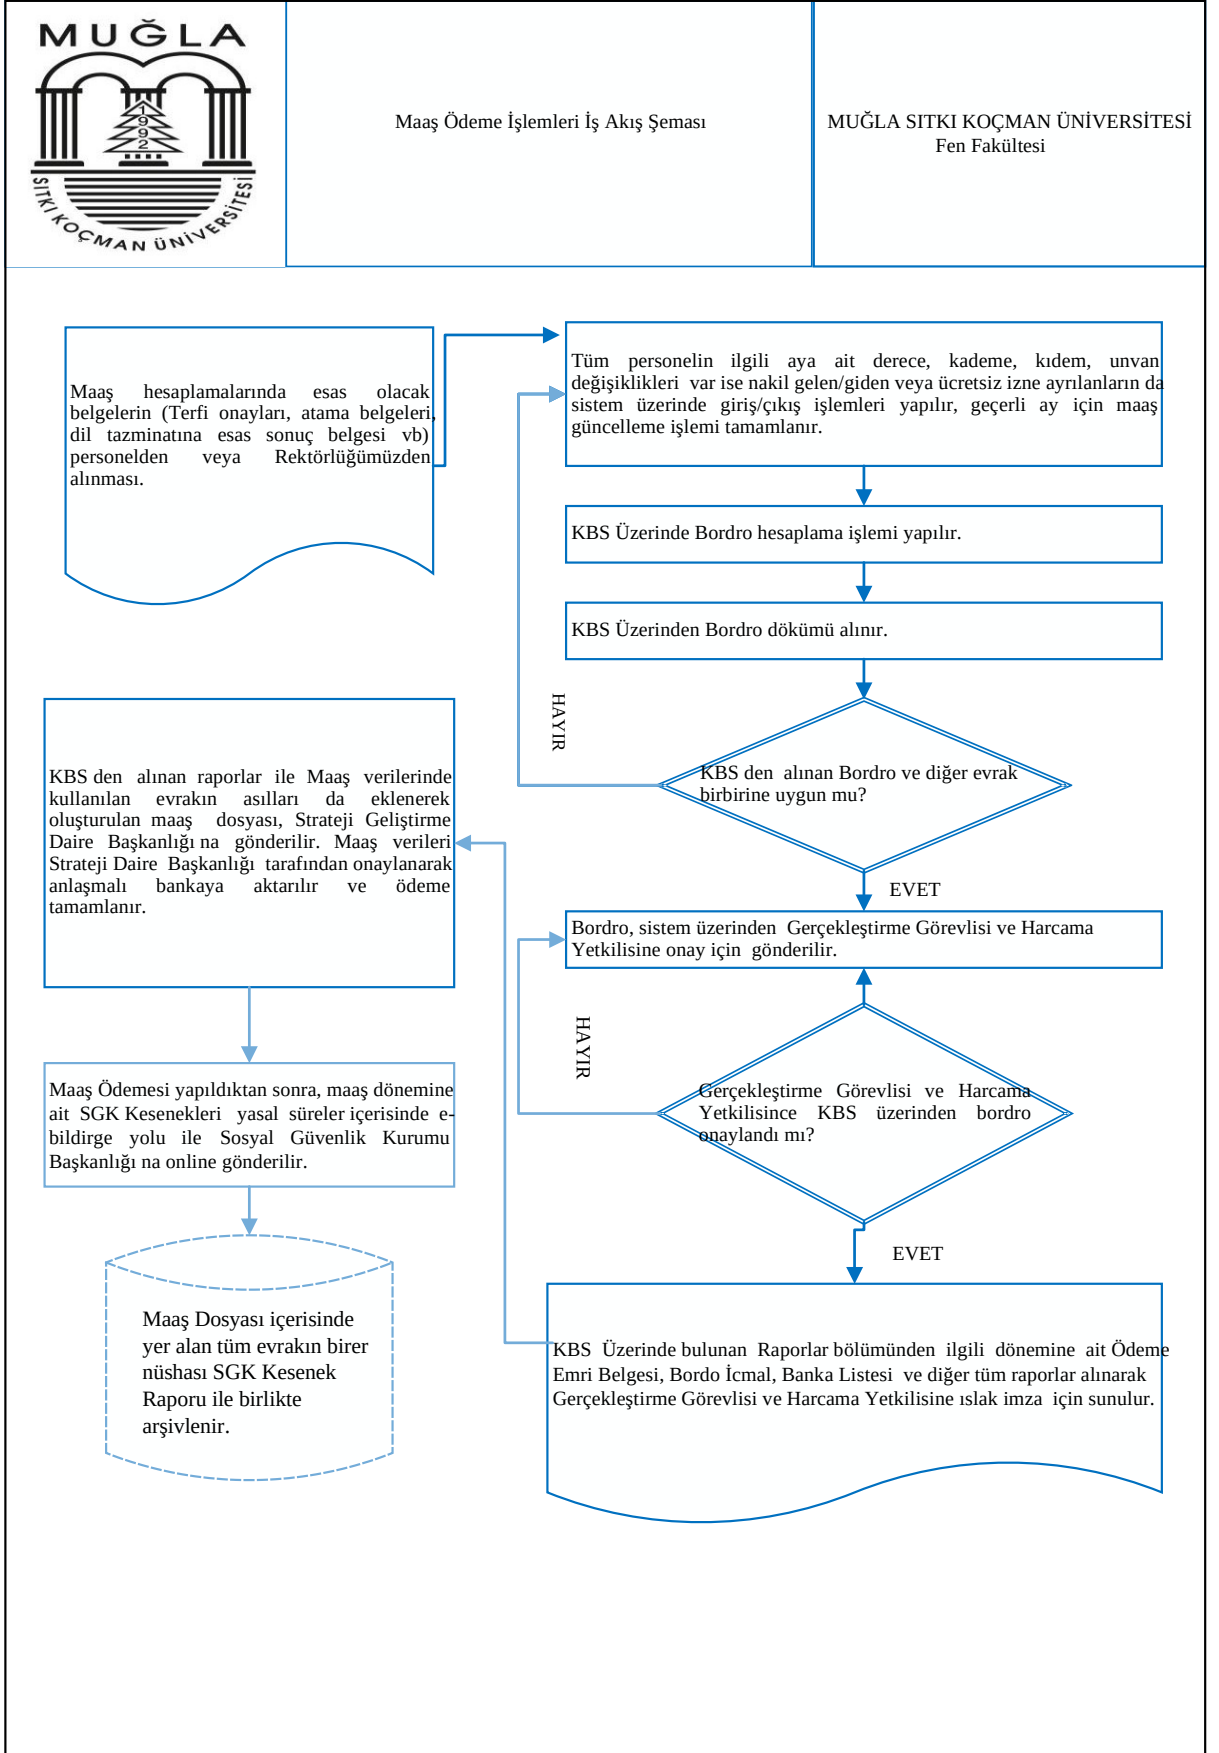 MUĞLA
1992
SITKI KOÇMAN ÜNİVERSİTESİ
Maaş Ödeme İşlemleri İş Akış Şeması
MUĞLA SITKI KOÇMAN ÜNİVERSİTESİ
Fen Fakültesi
Maaş hesaplamalarında esas olacak
belgelerin (Terfi onayları, atama belgeleri,
dil tazminatına esas sonuç belgesi vb)
personelden veya Rektörlüğümüzden
alınması.
Tüm personelin ilgili aya ait derece, kademe, kıdem, unvan
değişiklikleri var ise nakil gelen/giden veya ücretsiz izne ayrılanların da
sistem üzerinde giriş/çıkış işlemleri yapılır, geçerli ay için maaş
güncelleme işlemi tamamlanır.
KBS Üzerinde Bordro hesaplama işlemi yapılır.
KBS Üzerinden Bordro dökümü alınır.
HAYIR
KBS den alınan Bordro ve diğer evrak
birbirine uygun mu?
EVET
Bordro, sistem üzerinden Gerçekleştirme Görevlisi ve Harcama
Yetkilisine onay için gönderilir.
HAYIR
Gerçekleştirme Görevlisi ve Harcama
Yetkilisince KBS üzerinden bordro
onaylandı mı?
EVET
KBS Üzerinde bulunan Raporlar bölümünden ilgili dönemine ait Ödeme
Emri Belgesi, Bordo İcmal, Banka Listesi ve diğer tüm raporlar alınarak
Gerçekleştirme Görevlisi ve Harcama Yetkilisine ıslak imza için sunulur.
KBS den alınan raporlar ile Maaş verilerinde
kullanılan evrakın asılları da eklenerek
oluşturulan maaş dosyası, Strateji Geliştirme
Daire Başkanlığı na gönderilir. Maaş verileri
Strateji Daire Başkanlığı tarafından onaylanarak
anlaşmalı bankaya aktarılır ve ödeme
tamamlanır.
Maaş Ödemesi yapıldıktan sonra, maaş dönemine
ait SGK Kesenekleri yasal süreler içerisinde e-
bildirge yolu ile Sosyal Güvenlik Kurumu
Başkanlığı na online gönderilir.
Maaş Dosyası içerisinde
yer alan tüm evrakın birer
nüshası SGK Kesenek
Raporu ile birlikte
arşivlenir.